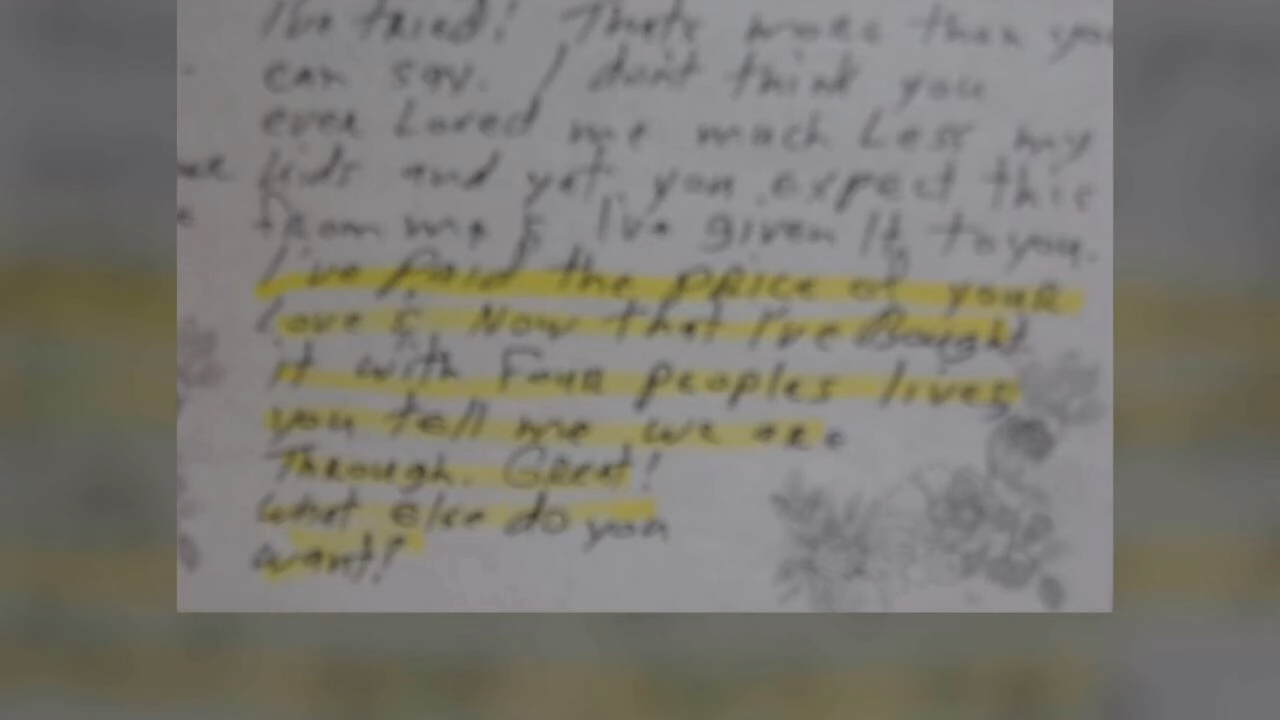 I've tried! Thats more than you
can say. I don't think you
ever Loved me much Less my
kids and yet you expect this
from me & I've given It to you.
I've paid the price of your
Love & Now that I've Bought
it with Four peoples lives
you tell me we are
Through. Great!
what else do you
want?